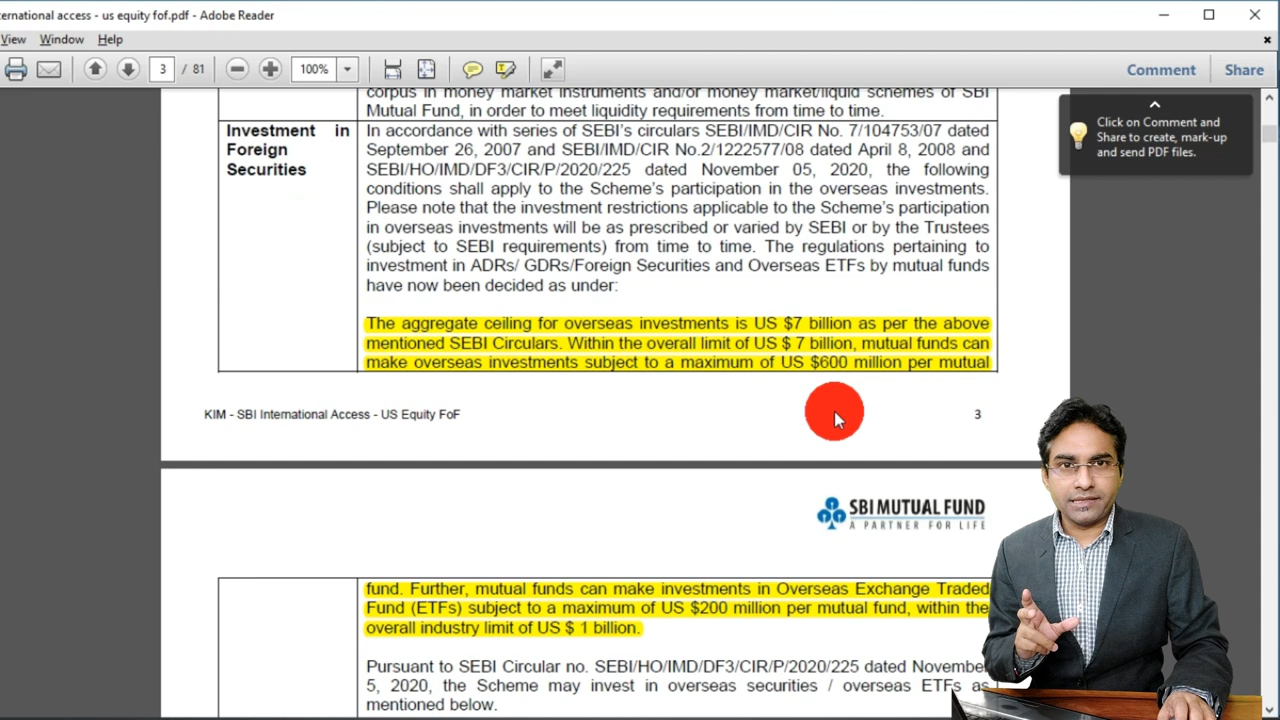 ernational access - us equity fof.pdf - Adobe Reader
View Window Help
3 / 81 100% Comment Share
Click on Comment and
Share to create, mark-up
and send PDF files.
corpus in money market instruments and/or money market/liquid schemes of SBI
Mutual Fund, in order to meet liquidity requirements from time to time.
Investment in
Foreign
Securities
In accordance with series of SEBI's circulars SEBI/IMD/CIR No. 7/104753/07 dated
September 26, 2007 and SEBI/IMD/CIR No.2/1222577/08 dated April 8, 2008 and
SEBI/HO/IMD/DF3/CIR/P/2020/225 dated November 05, 2020, the following
conditions shall apply to the Scheme's participation in the overseas investments.
Please note that the investment restrictions applicable to the Scheme's participation
in overseas investments will be as prescribed or varied by SEBI or by the Trustees
(subject to SEBI requirements) from time to time. The regulations pertaining to
investment in ADRs/ GDRs/Foreign Securities and Overseas ETFs by mutual funds
have now been decided as under:
The aggregate ceiling for overseas investments is US $7 billion as per the above
mentioned SEBI Circulars. Within the overall limit of US $ 7 billion, mutual funds can
make overseas investments subject to a maximum of US $600 million per mutual
KIM - SBI International Access - US Equity FoF 3
SBI MUTUAL FUND
A PARTNER FOR LIFE
fund. Further, mutual funds can make investments in Overseas Exchange Traded
Fund (ETFs) subject to a maximum of US $200 million per mutual fund, within the
overall industry limit of US $ 1 billion.
Pursuant to SEBI Circular no. SEBI/HO/IMD/DF3/CIR/P/2020/225 dated November
5, 2020, the Scheme may invest in overseas securities / overseas ETFs as
mentioned below.